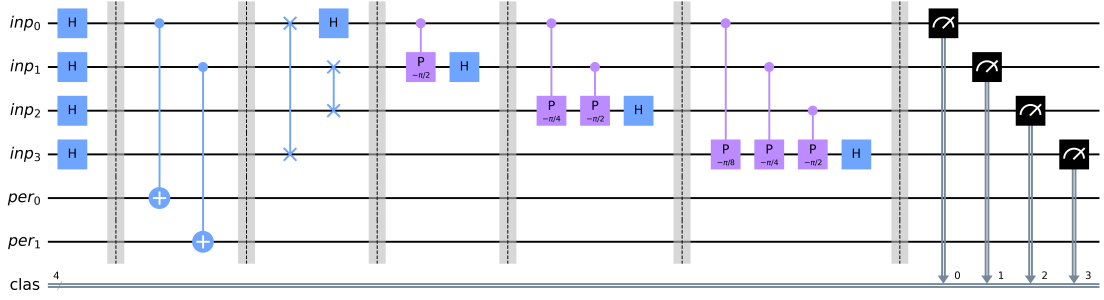 inp0 H H
inp1 H P H
−π/2
inp2 H P P H
−π/4 −π/2
inp3 H P P P H
−π/8 −π/4 −π/2
per0
per1
clas 4 0 1 2 3